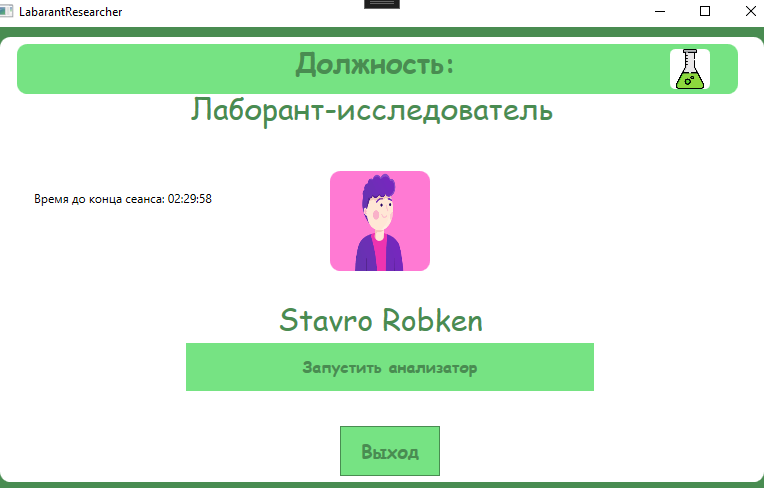 LabarantResearcher
Должность:
Лаборант-исследователь
Время до конца сеанса: 02:29:58
Stavro Robken
Запустить анализатор
Выход